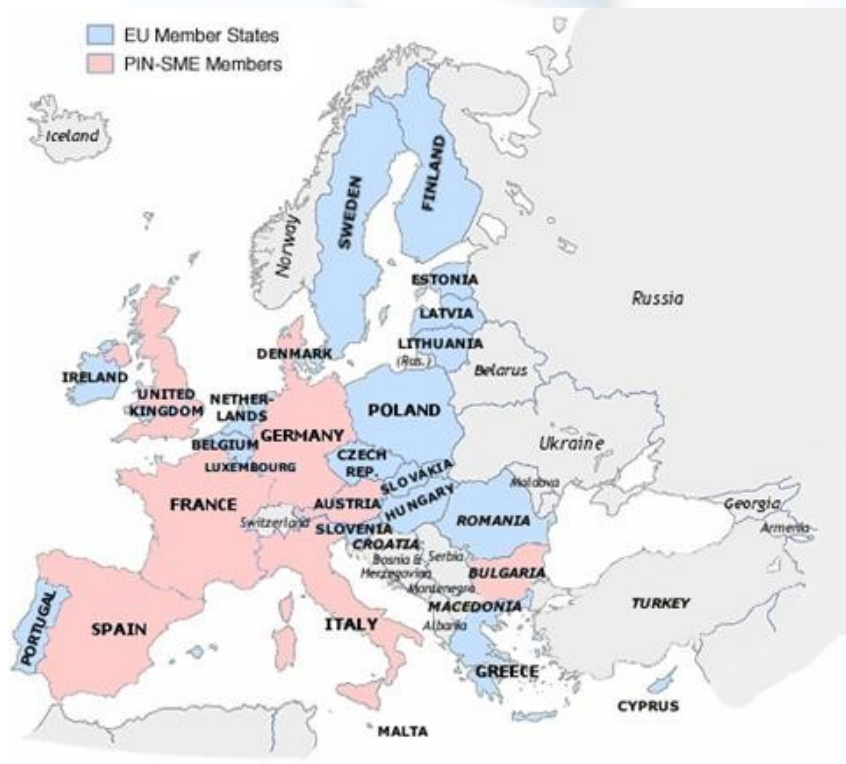 EU Member States
PIN-SME Members
Iceland
FINLAND
SWEDEN
Norway
ESTONIA
Russia
LATVIA
LITHUANIA
(Rus.)
DENMARK
Belarus
IRELAND
UNITED
KINGDOM
NETHER-
LANDS
POLAND
GERMANY
BELGIUM
Ukraine
CZECH
REP.
LUXEMBOURG
SLOVAKIA
Moldova
FRANCE
AUSTRIA
HUNGARY
Georgia
Switzerland
SLOVENIA
ROMANIA
Armenia
CROATIA
Bosnia &
Herzegovian
Serbia
BULGARIA
Montenegro
PORTUGAL
MACEDONIA
TURKEY
SPAIN
ITALY
Albania
GREECE
CYPRUS
MALTA